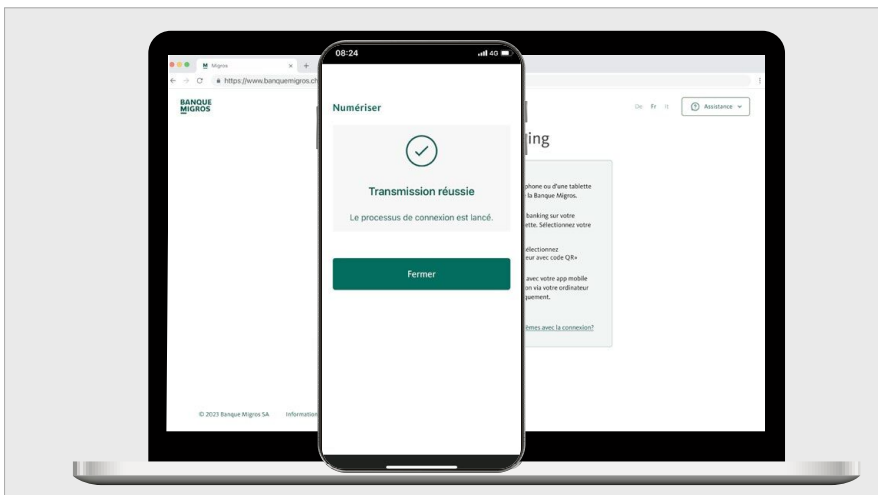 Migros
https://www.banquemigros.ch
BANQUE
MIGROS
De Fr It
Assistance
08:24
4G
Numériser
Transmission réussie
Le processus de connexion est lancé.
Fermer
ing
phone ou d'une tablette
la Banque Migros.
banking sur votre
ette. Sélectionnez votre
électionnez
eur avec code QR»
avec votre app mobile
on via votre ordinateur
quement.
èmes avec la connexion?
© 2023 Banque Migros SA Information